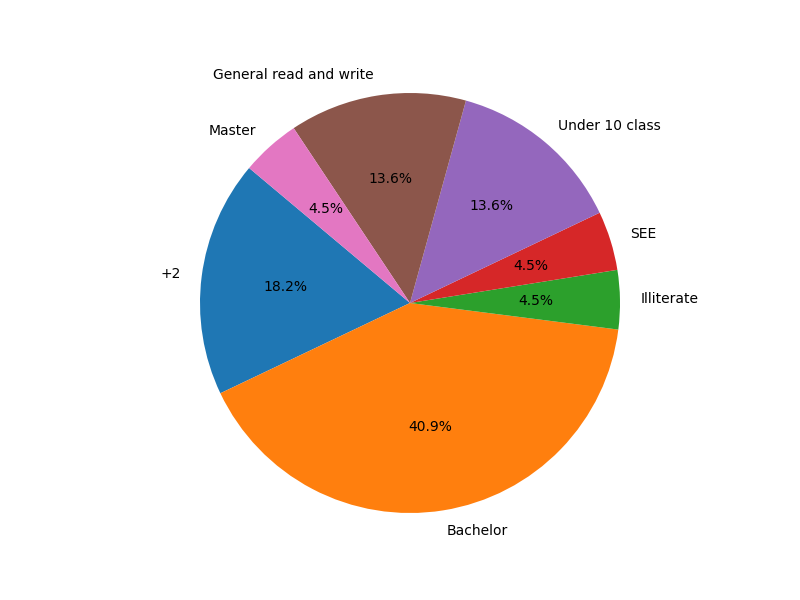 General read and write
Under 10 class
Master
13.6%
13.6%
4.5%
SEE
4.5%
+2
18.2%
4.5%
Illiterate
40.9%
Bachelor